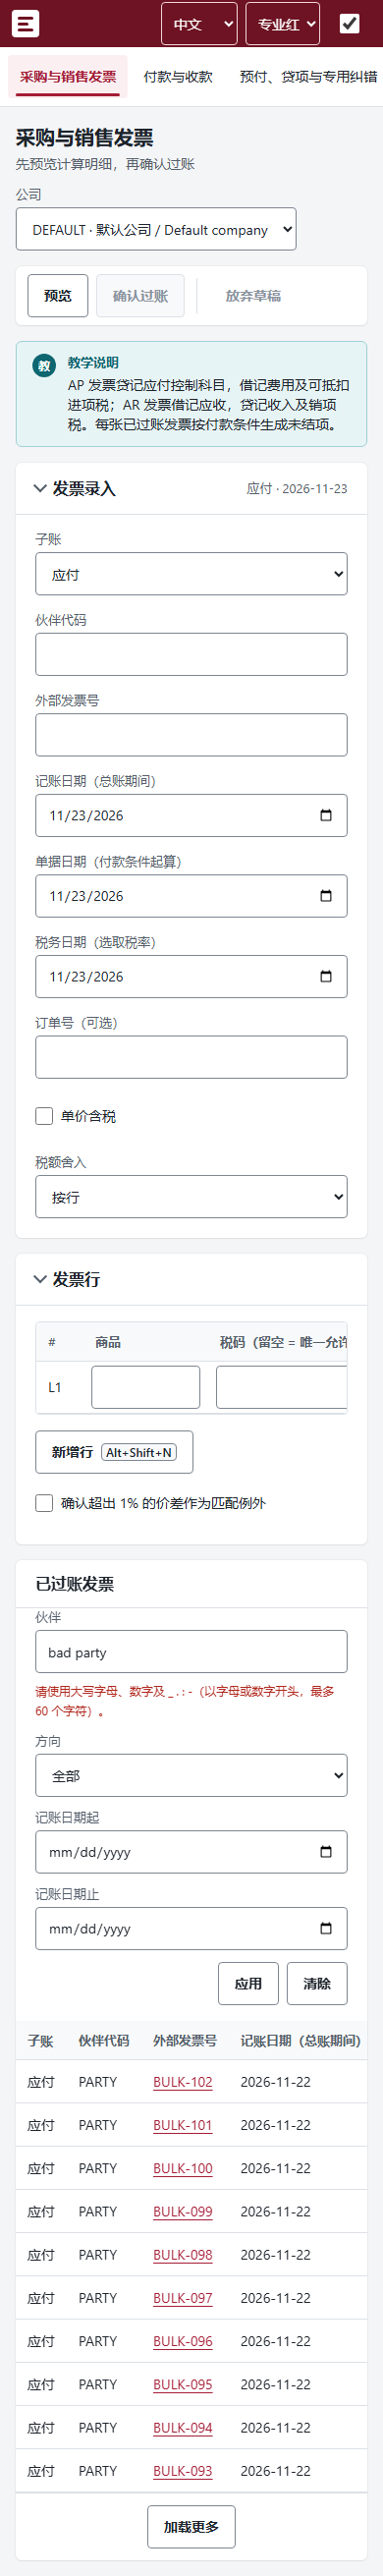 中文
专业红
采购与销售发票
付款与收款
预付、贷项与专用纠错
采购与销售发票
先预览计算明细，再确认过账
公司
DEFAULT · 默认公司 / Default company
预览
确认过账
放弃草稿
教
教学说明
AP 发票贷记应付控制科目，借记费用及可抵扣
进项税；AR 发票借记应收，贷记收入及销项
税。每张已过账发票按付款条件生成未结项。
发票录入
应付 · 2026-11-23
子账
应付
伙伴代码
外部发票号
记账日期（总账期间）
11/23/2026
单据日期（付款条件起算）
11/23/2026
税务日期（选取税率）
11/23/2026
订单号（可选）
单价含税
税额舍入
按行
发票行
# 商品 税码（留空 = 唯一允许
L1
新增行 Alt+Shift+N
确认超出 1% 的价差作为匹配例外
已过账发票
伙伴
bad party
请使用大写字母、数字及 _ . : -（以字母或数字开头，最多
60 个字符）。
方向
全部
记账日期起
mm/dd/yyyy
记账日期止
mm/dd/yyyy
应用
清除
子账 伙伴代码 外部发票号 记账日期（总账期间）
应付 PARTY BULK-102 2026-11-22
应付 PARTY BULK-101 2026-11-22
应付 PARTY BULK-100 2026-11-22
应付 PARTY BULK-099 2026-11-22
应付 PARTY BULK-098 2026-11-22
应付 PARTY BULK-097 2026-11-22
应付 PARTY BULK-096 2026-11-22
应付 PARTY BULK-095 2026-11-22
应付 PARTY BULK-094 2026-11-22
应付 PARTY BULK-093 2026-11-22
加载更多